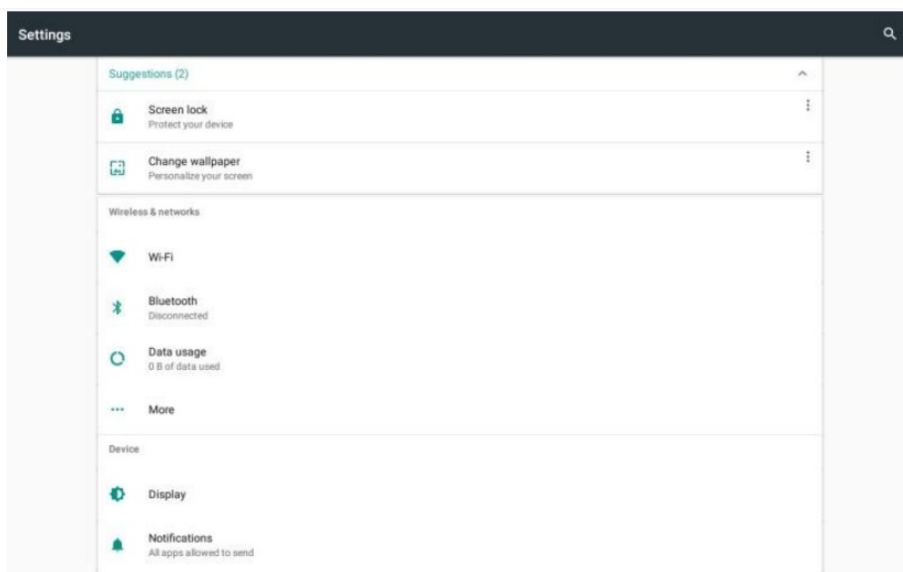 Settings
Suggestions (2)
Screen lock
Protect your device
Change wallpaper
Personalize your screen
Wireless & networks
Wi-Fi
Bluetooth
Disconnected
Data usage
0 B of data used
More
Device
Display
Notifications
All apps allowed to send